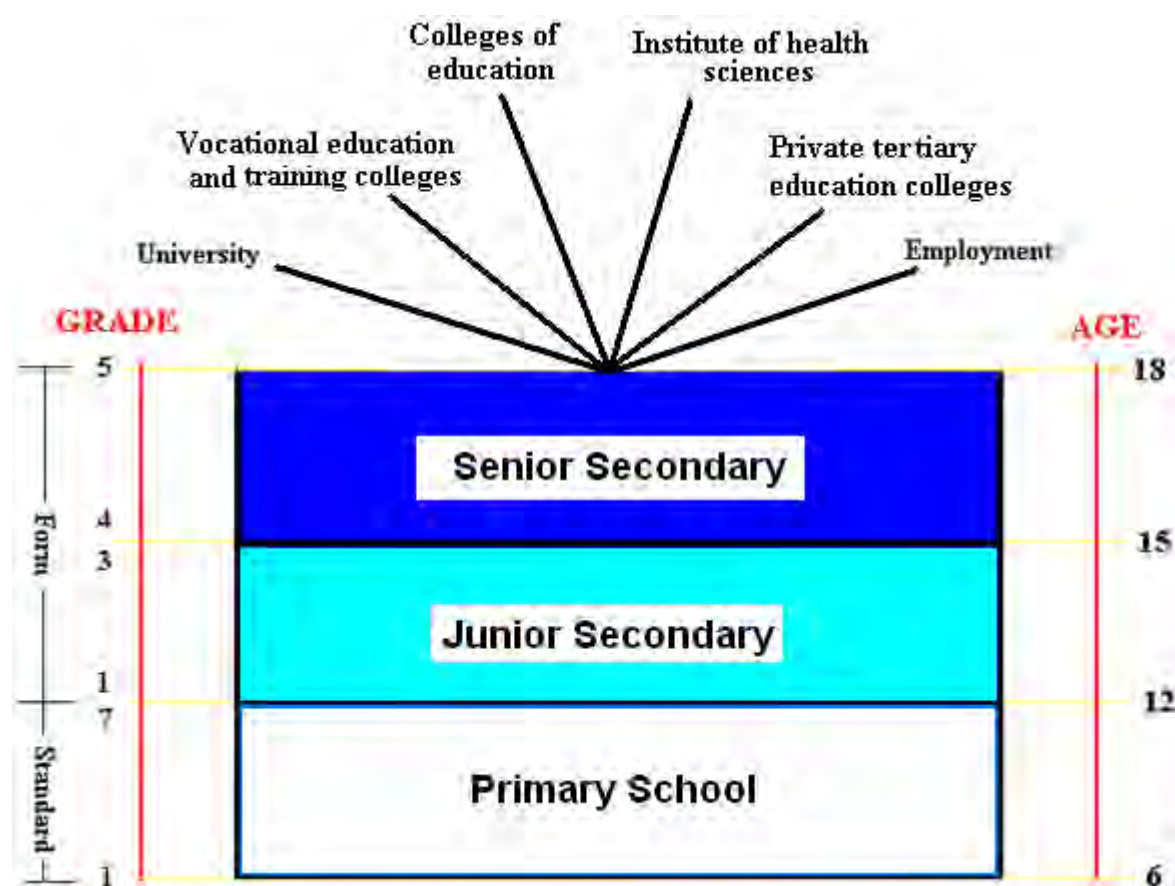 Colleges of
education
Institute of health
sciences
Vocational education
and training colleges
Private tertiary
education colleges
University
Employment
GRADE
AGE
5
18
Senior Secondary
Form
4
15
3
Junior Secondary
1
12
7
Standard
Primary School
1
6